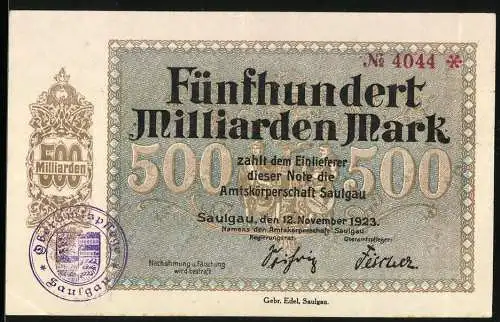 № 4044 *
Fünfhundert
Milliarden Mark
500
Milliarden
500 500
zahlt dem Einlieferer
dieser Note die
Amtskörperschaft Saulgau
Saulgau, den 12. November 1923.
Namens der Amtskörperschaft Saulgau
Regierungsrat: Oberamtspfleger:
Fischer
Nachahmung u. Fälschung
wird bestraft
Saulgau
Gebr. Edel, Saulgau.